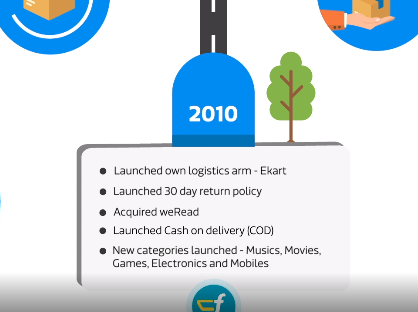 2010
Launched own logistics arm - Ekart
Launched 30 day return policy
Acquired weRead
Launched Cash on delivery (COD)
New categories launched - Musics, Movies,
Games, Electronics and Mobiles
f